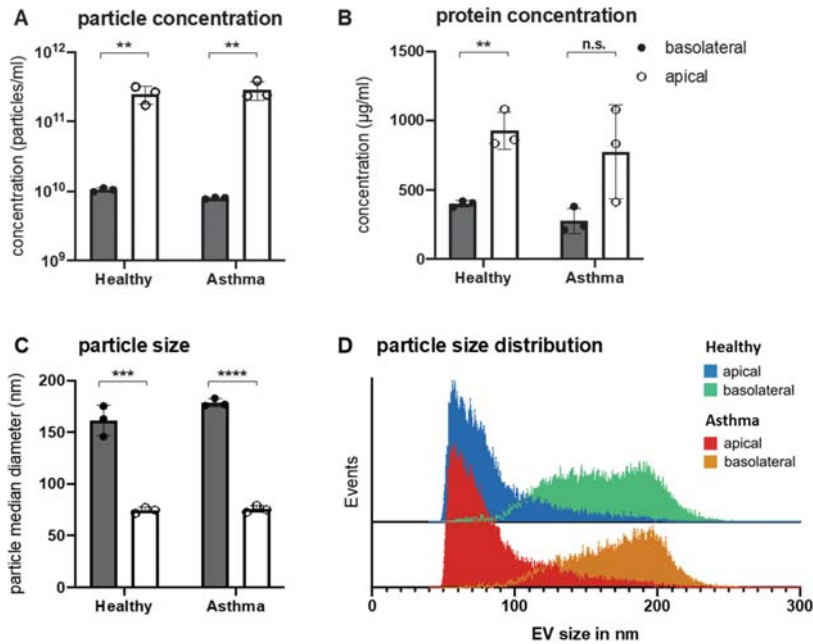 A particle concentration
concentration (particles/ml)
10¹²
10¹¹
10¹⁰
10⁹
** **
Healthy Asthma
B protein concentration
concentration (µg/ml)
1500
1000
500
0
** n.s.
Healthy Asthma
basolateral
apical
C particle size
particle median diameter (nm)
200
150
100
50
0
*** ****
Healthy Asthma
D particle size distribution
Events
Healthy
apical
basolateral
Asthma
apical
basolateral
0 100 200 300
EV size in nm